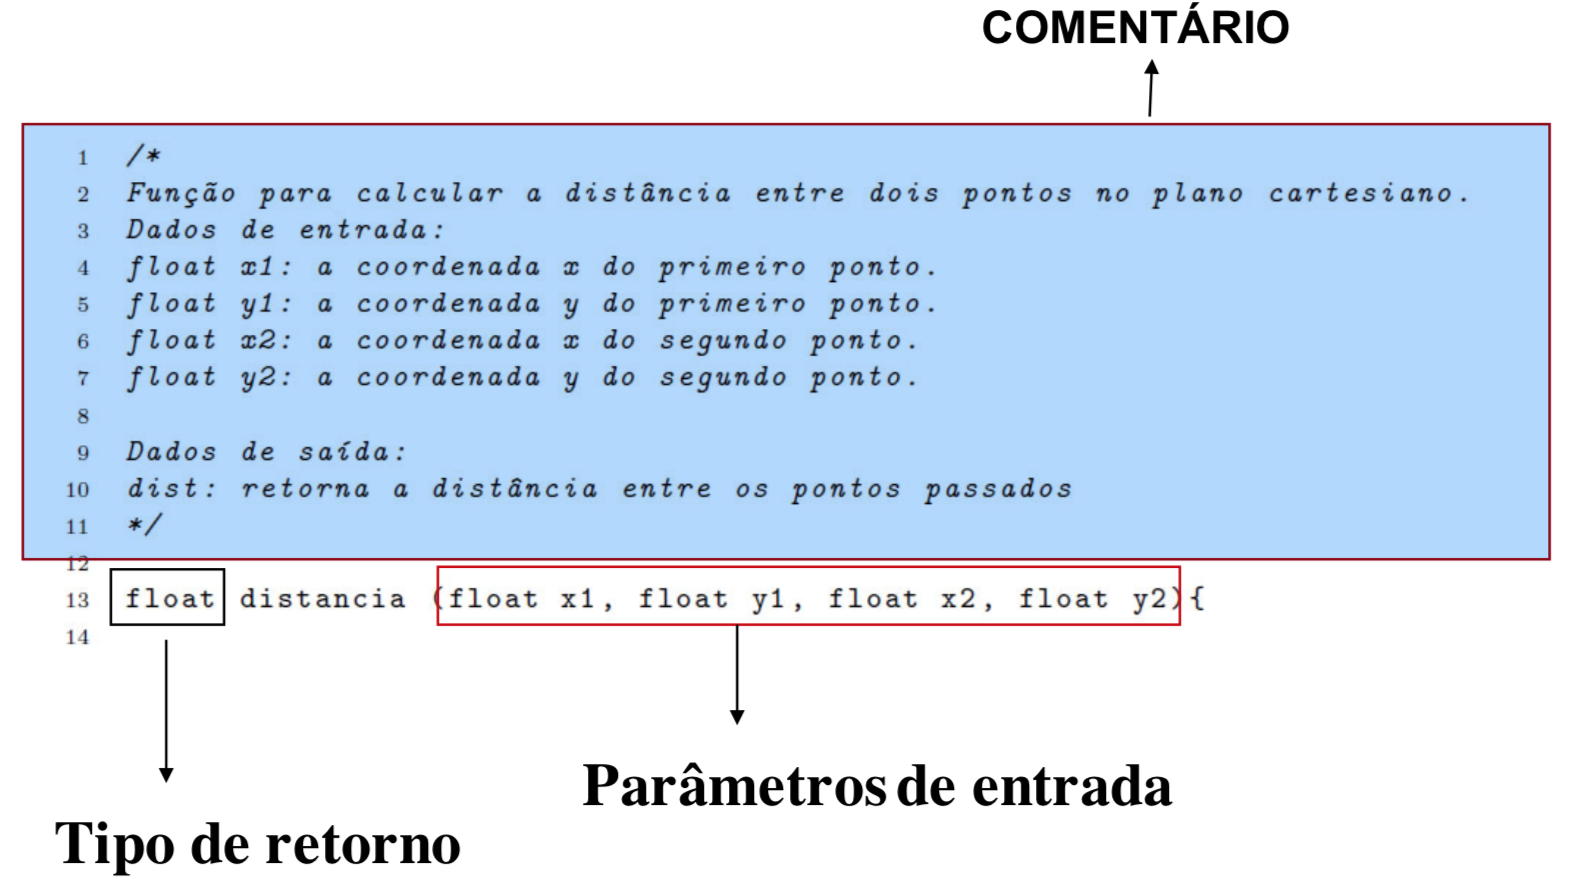 COMENTÁRIO
1 /*
2 Função para calcular a distância entre dois pontos no plano cartesiano.
3 Dados de entrada:
4 float x1: a coordenada x do primeiro ponto.
5 float y1: a coordenada y do primeiro ponto.
6 float x2: a coordenada x do segundo ponto.
7 float y2: a coordenada y do segundo ponto.
8
9 Dados de saída:
10 dist: retorna a distância entre os pontos passados
11 */
12
13 float distancia (float x1, float y1, float x2, float y2){
14
Parâmetros de entrada
Tipo de retorno